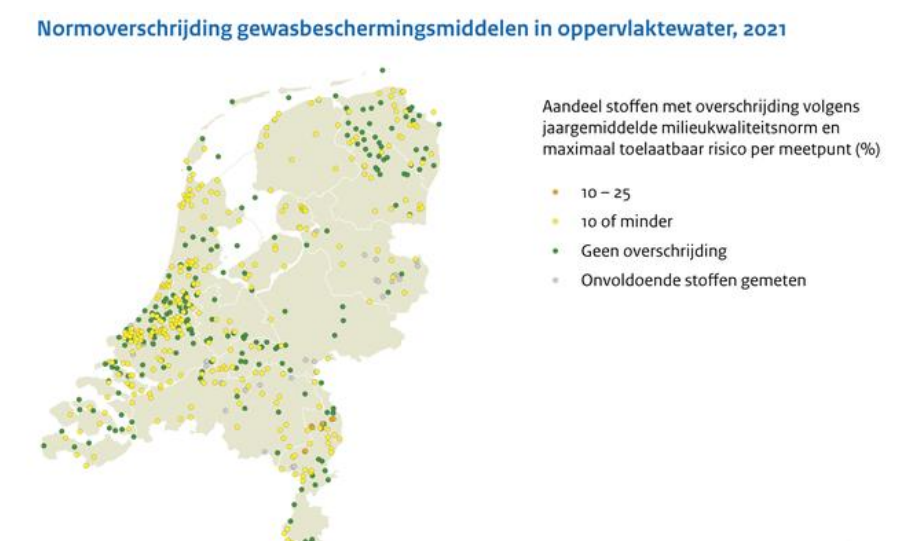 Normoverschrijding gewasbeschermingsmiddelen in oppervlaktewater, 2021
Aandeel stoffen met overschrijding volgens
jaargemiddelde milieukwaliteitsnorm en
maximaal toelaatbaar risico per meetpunt (%)
10 – 25
10 of minder
Geen overschrijding
Onvoldoende stoffen gemeten